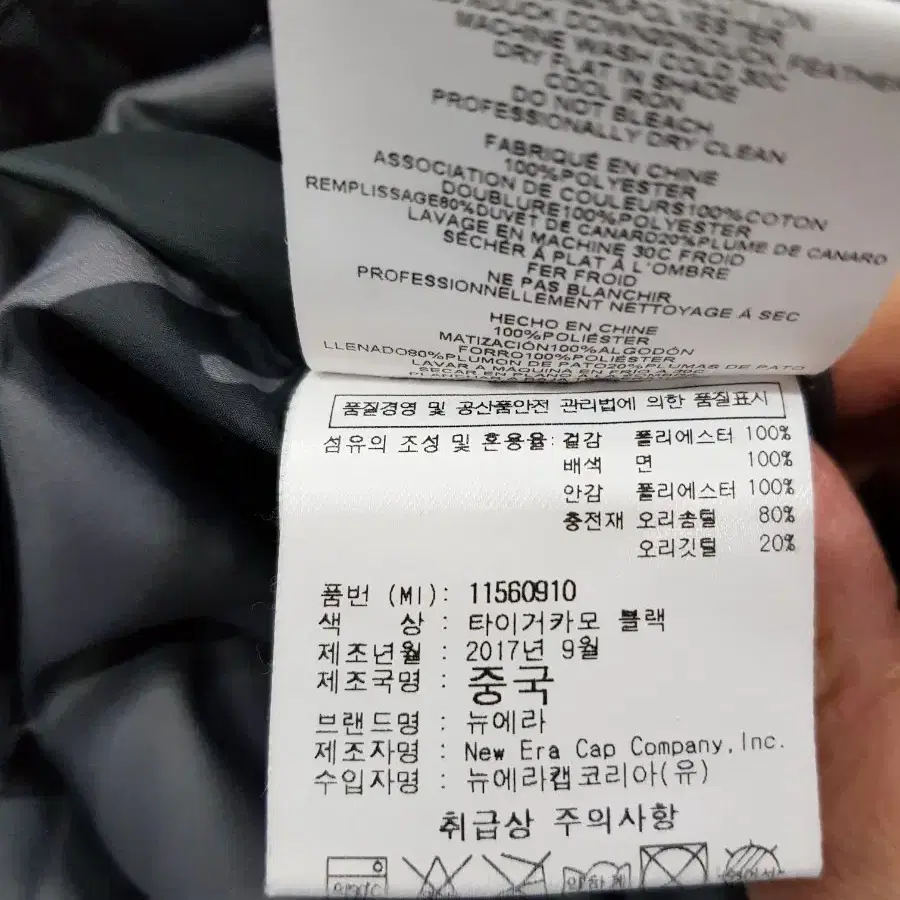 POLYESTER
MACHINE WASH COLD 30C
DRY FLAT IN SHADE
COOL IRON
DO NOT BLEACH
PROFESSIONALLY DRY CLEAN
FABRIQUÉ EN CHINE
100%POLYESTER
ASSOCIATION DE COULEURS100%COTON
DOUBLURE100%POLYESTER
REMPLISSAGE80%DUVET DE CANARD20%PLUME DE CANARD
LAVAGE EN MACHINE 30C FROID
SÉCHER À PLAT À L'OMBRE
FER FROID
NE PAS BLANCHIR
PROFESSIONNELLEMENT NETTOYAGE À SEC
HECHO EN CHINE
100%POLIÉSTER
MATIZACIÓN100%ALGODÓN
FORRO100%POLIÉSTER
LLENADO80%PLUMON DE PATO20%PLUMAS DE PATO
LAVAR A MAQUINA EN FRIO A 30C
품질경영 및 공산품안전 관리법에 의한 품질표시
섬유의 조성 및 혼용율: 겉감 폴리에스터 100%
배색 면 100%
안감 폴리에스터 100%
충전재 오리솜털 80%
오리깃털 20%
품번 (MI): 11560910
색 상 : 타이거카모 블랙
제조년월 : 2017년 9월
제조국명 : 중국
브랜드명 : 뉴에라
제조자명 : New Era Cap Company,Inc.
수입자명 : 뉴에라캡코리아(유)
취급상 주의사항
약하게